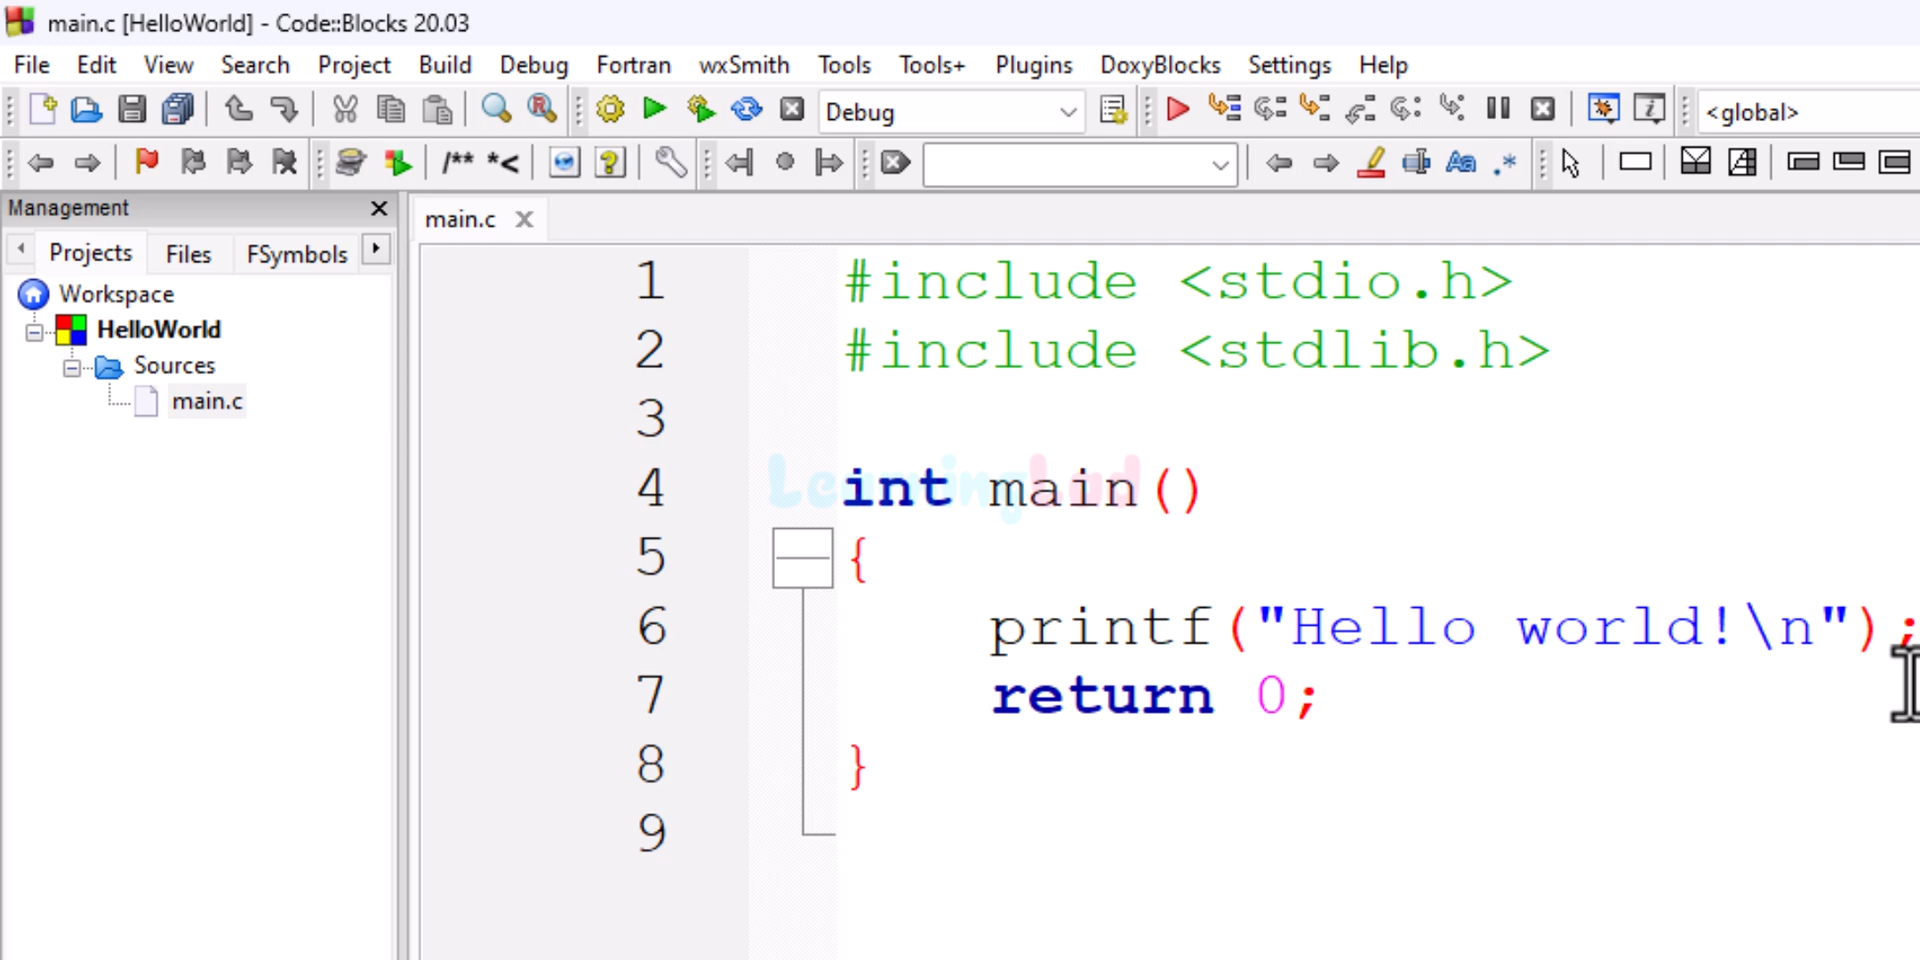 main.c [HelloWorld] - Code::Blocks 20.03
File Edit View Search Project Build Debug Fortran wxSmith Tools Tools+ Plugins DoxyBlocks Settings Help
Debug <global>
/** *<
Management
main.c
Projects Files FSymbols
Workspace
HelloWorld
Sources
main.c
1 #include <stdio.h>
2 #include <stdlib.h>
3
LearningLad
4 int main()
5 {
6 printf("Hello world!\n");
7 return 0;
8 }
9